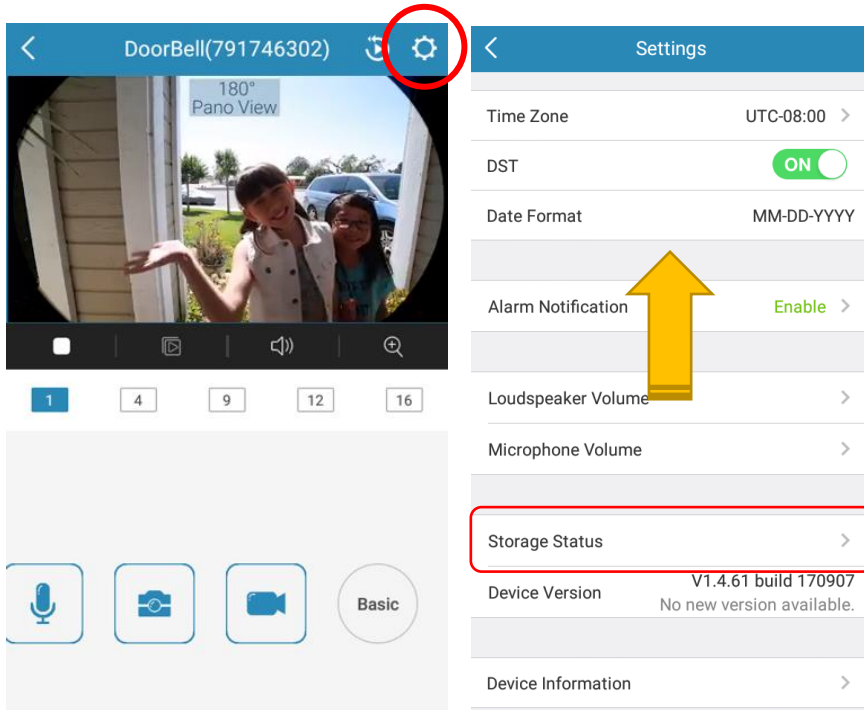 DoorBell(791746302)
180°
Pano View
1 4 9 12 16
Basic
Settings
Time Zone UTC-08:00
DST ON
Date Format MM-DD-YYYY
Alarm Notification Enable
Loudspeaker Volume
Microphone Volume
Storage Status
Device Version V1.4.61 build 170907
No new version available.
Device Information